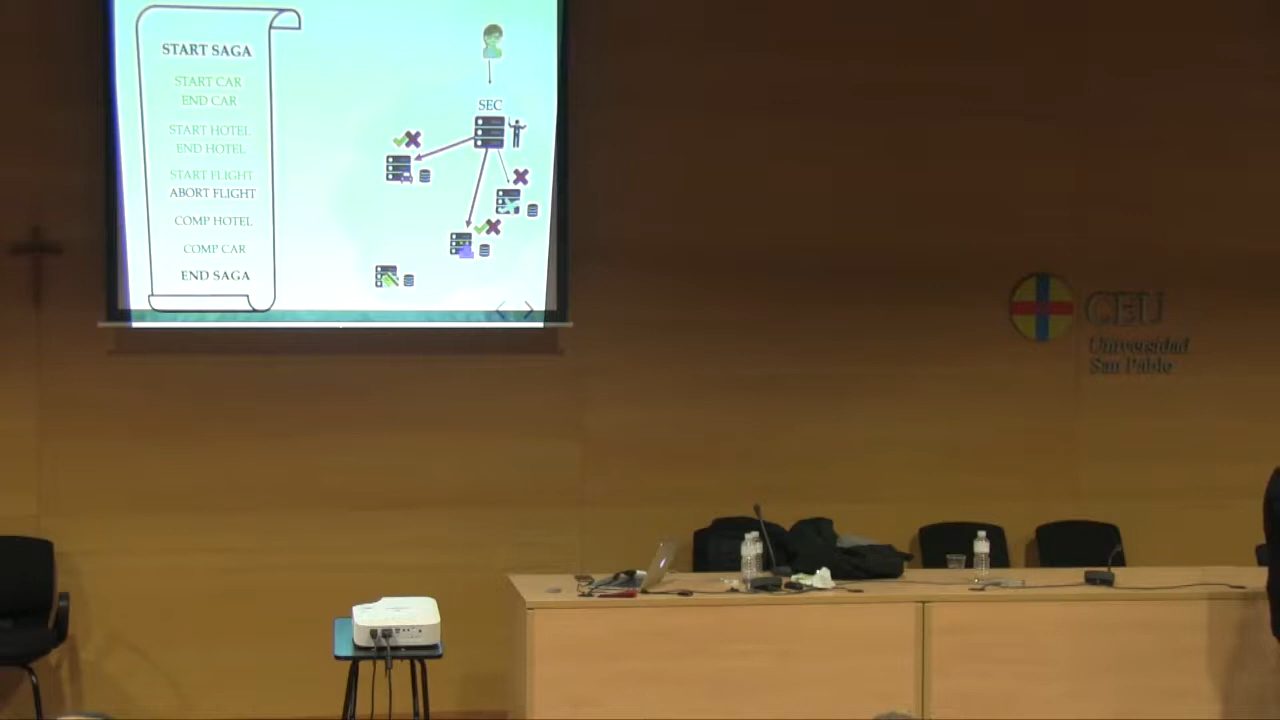 START SAGA
START CAR
END CAR
START HOTEL
END HOTEL
START FLIGHT
ABORT FLIGHT
COMP HOTEL
COMP CAR
END SAGA
SEC
CEU
Universidad
San Pablo